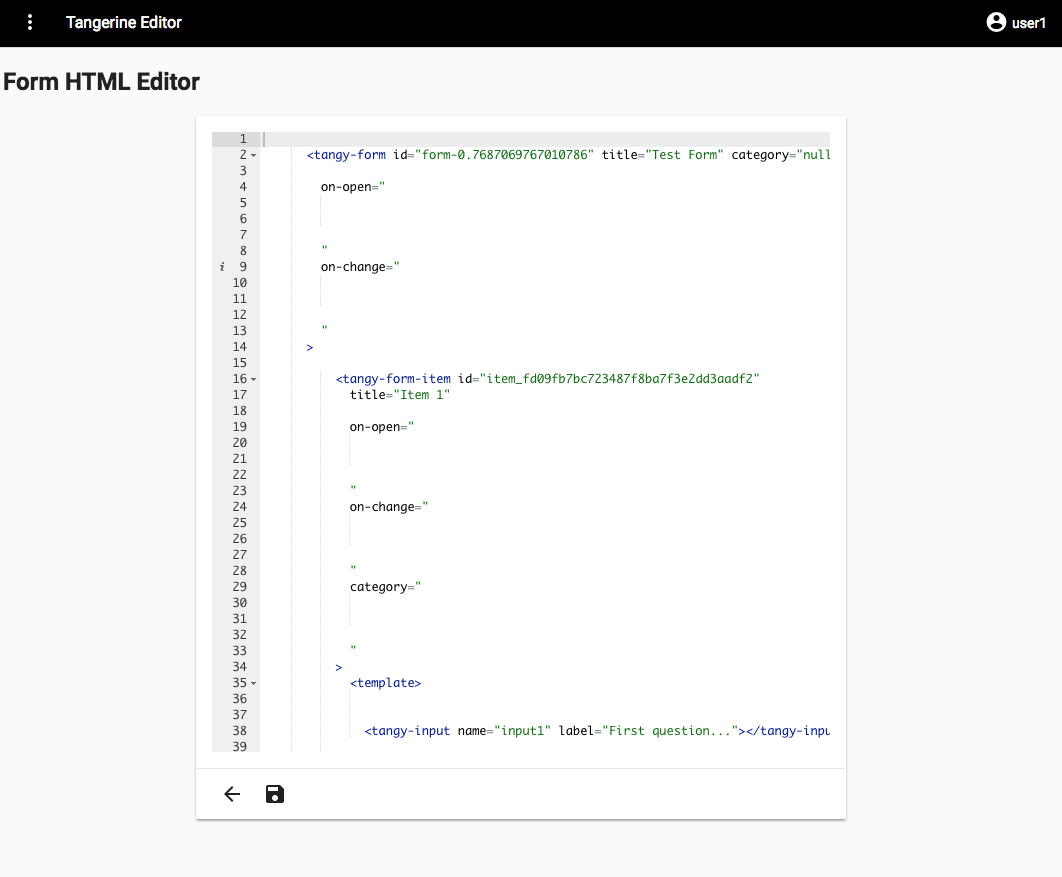 Tangerine Editor
user1
Form HTML Editor
1
2 <tangy-form id="form-0.7687069767010786" title="Test Form" category="null
3
4 on-open="
5
6
7
8 "
i 9 on-change="
10
11
12
13 "
14 >
15
16 <tangy-form-item id="item_fd09fb7bc723487f8ba7f3e2dd3aadf2"
17 title="Item 1"
18
19 on-open="
20
21
22
23 "
24 on-change="
25
26
27
28 "
29 category="
30
31
32
33 "
34 >
35 <template>
36
37
38 <tangy-input name="input1" label="First question..."></tangy-inpu
39